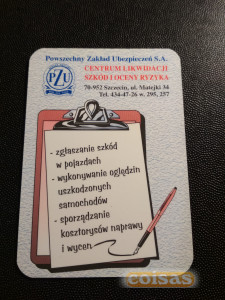 Powszechny Zakład Ubezpieczeń S.A.
PZU
CENTRUM LIKWIDACJI
SZKÓD I OCENY RYZYKA
70-952 Szczecin, ul. Matejki 34
Tel. 434-47-26 w. 295, 257
- zgłaszanie szkód
w pojazdach
- wykonywanie oględzin
uszkodzonych
samochodów
- sporządzanie
kosztorysów naprawy
i wycen
coisas